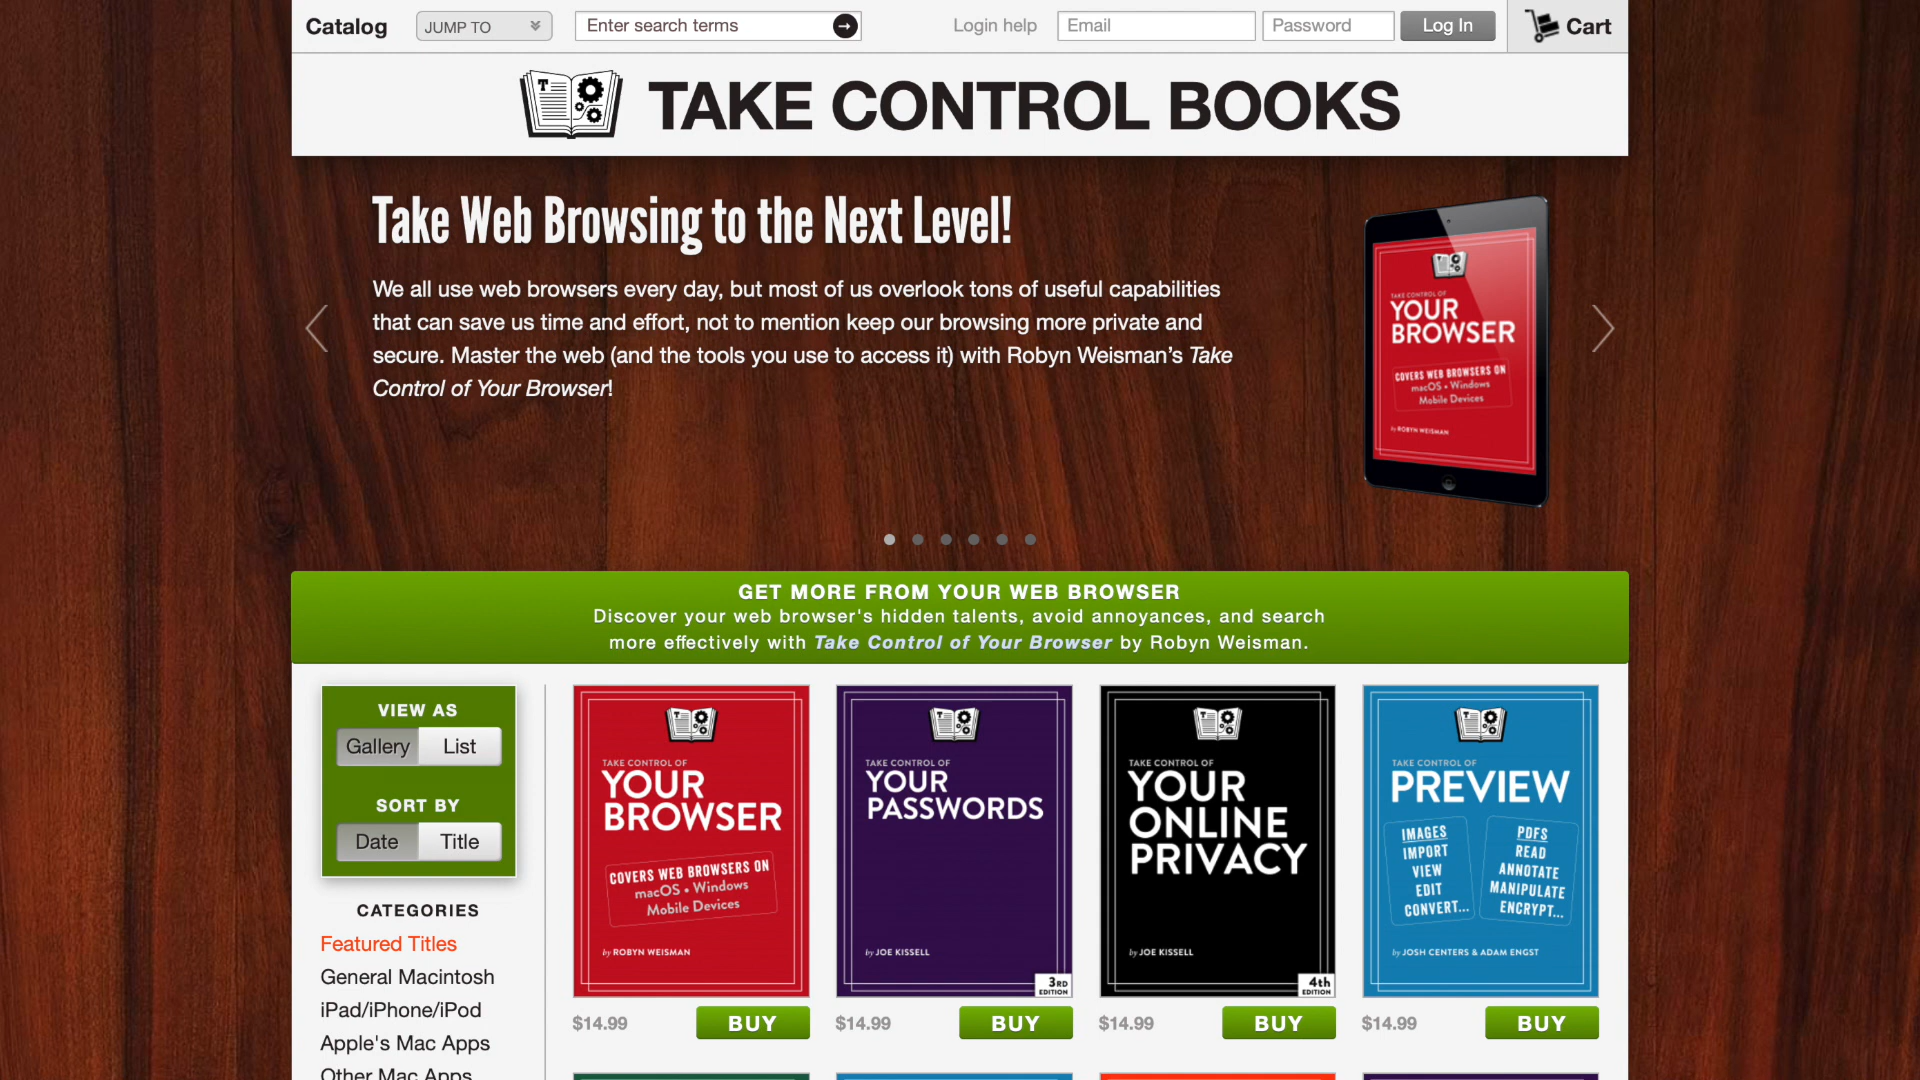 Catalog
JUMP TO
Enter search terms
Login help
Email
Password
Log In
Cart
TAKE CONTROL BOOKS
Take Web Browsing to the Next Level!
We all use web browsers every day, but most of us overlook tons of useful capabilities
that can save us time and effort, not to mention keep our browsing more private and
secure. Master the web (and the tools you use to access it) with Robyn Weisman’s Take
Control of Your Browser!
TAKE CONTROL OF
YOUR
BROWSER
COVERS WEB BROWSERS ON
macOS • Windows
Mobile Devices
by ROBYN WEISMAN
GET MORE FROM YOUR WEB BROWSER
Discover your web browser's hidden talents, avoid annoyances, and search
more effectively with Take Control of Your Browser by Robyn Weisman.
VIEW AS
Gallery
List
SORT BY
Date
Title
CATEGORIES
Featured Titles
General Macintosh
iPad/iPhone/iPod
Apple's Mac Apps
Other Mac Apps
TAKE CONTROL OF
YOUR
BROWSER
COVERS WEB BROWSERS ON
macOS • Windows
Mobile Devices
by ROBYN WEISMAN
$14.99
BUY
TAKE CONTROL OF
YOUR
PASSWORDS
by JOE KISSELL
3RD
EDITION
$14.99
BUY
TAKE CONTROL OF
YOUR
ONLINE
PRIVACY
by JOE KISSELL
4th
EDITION
$14.99
BUY
TAKE CONTROL OF
PREVIEW
IMAGES
IMPORT
VIEW
EDIT
CONVERT...
PDFS
READ
ANNOTATE
MANIPULATE
ENCRYPT...
by JOSH CENTERS & ADAM ENGST
$14.99
BUY